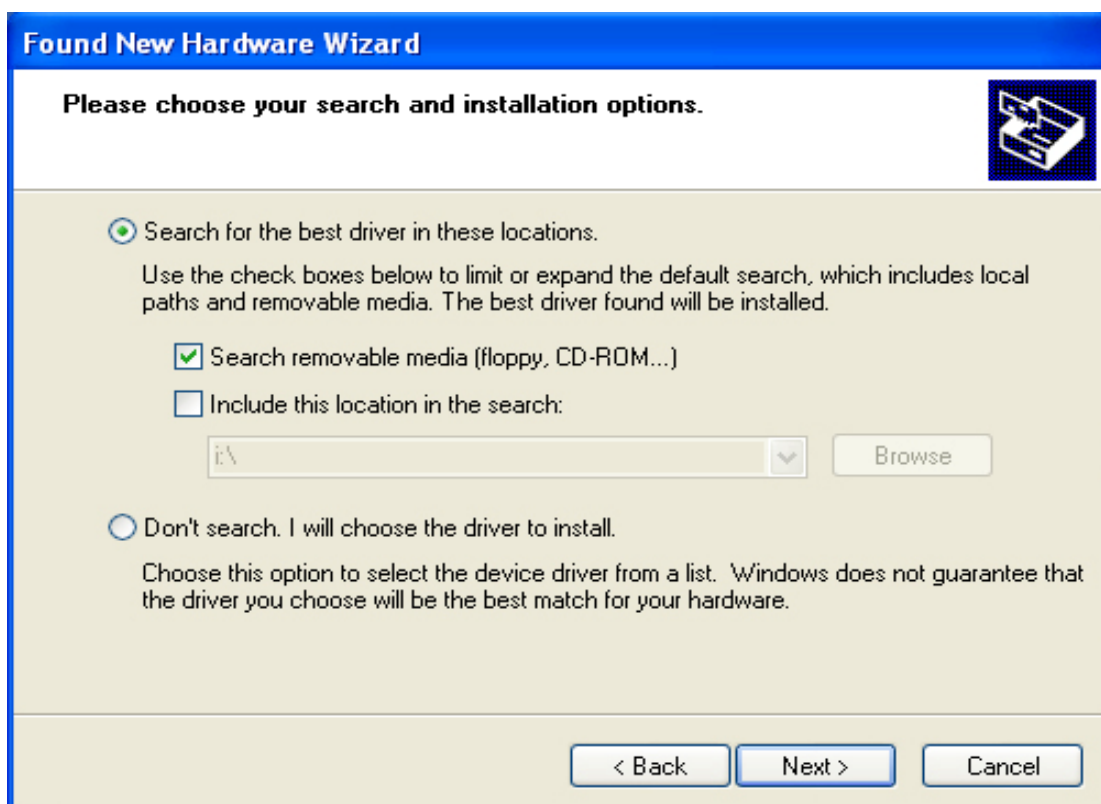 Found New Hardware Wizard
Please choose your search and installation options.
Search for the best driver in these locations.
Use the check boxes below to limit or expand the default search, which includes local
paths and removable media. The best driver found will be installed.
Search removable media (floppy, CD-ROM...)
Include this location in the search:
i:\
Browse
Don't search. I will choose the driver to install.
Choose this option to select the device driver from a list.  Windows does not guarantee that
the driver you choose will be the best match for your hardware.
< Back
Next >
Cancel